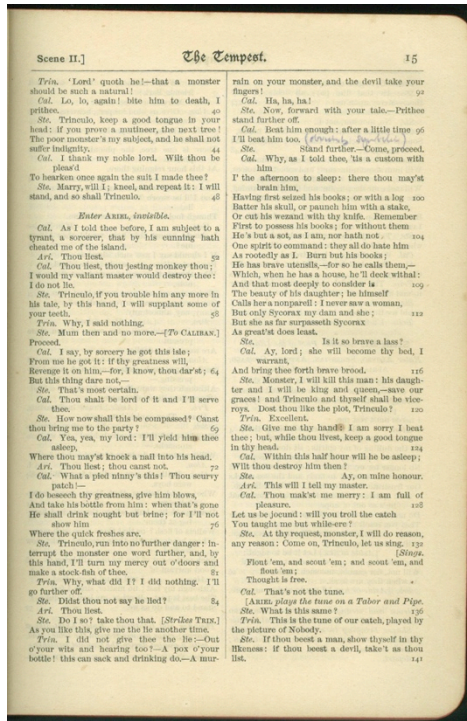 Scene II.] The Tempest. 15
Trin. 'Lord' quoth he!—that a monster
should be such a natural!
Cal. Lo, lo, again! bite him to death, I
prithee. 40
Ste. Trinculo, keep a good tongue in your
head: if you prove a mutineer, the next tree!
The poor monster's my subject, and he shall not
suffer indignity. 44
Cal. I thank my noble lord. Wilt thou be
pleas'd
To hearken once again the suit I made thee?
Ste. Marry, will I; kneel, and repeat it: I will
stand, and so shall Trinculo. 48
Enter ARIEL, invisible.
Cal. As I told thee before, I am subject to a
tyrant, a sorcerer, that by his cunning hath
cheated me of the island.
Ari. Thou liest. 52
Cal. Thou liest, thou jesting monkey thou;
I would my valiant master would destroy thee:
I do not lie.
Ste. Trinculo, if you trouble him any more in
his tale, by this hand, I will supplant some of
your teeth. 58
Trin. Why, I said nothing.
Ste. Mum then and no more.—[To CALIBAN.]
Proceed.
Cal. I say, by sorcery he got this isle;
From me he got it: if thy greatness will,
Revenge it on him,—for, I know, thou dar'st; 64
But this thing dare not,—
Ste. That's most certain.
Cal. Thou shalt be lord of it and I'll serve
thee.
Ste. How now shall this be compassed? Canst
thou bring me to the party? 69
Cal. Yea, yea, my lord: I'll yield him thee
asleep,
Where thou may'st knock a nail into his head.
Ari. Thou liest; thou canst not. 72
Cal. What a pied ninny's this! Thou scurvy
patch!—
I do beseech thy greatness, give him blows,
And take his bottle from him: when that's gone
He shall drink nought but brine; for I'll not
show him 76
Where the quick freshes are.
Ste. Trinculo, run into no further danger: in-
terrupt the monster one word further, and, by
this hand, I'll turn my mercy out o'doors and
make a stock-fish of thee. 81
Trin. Why, what did I? I did nothing. I'll
go further off.
Ste. Didst thou not say he lied? 84
Ari. Thou liest.
Ste. Do I so? take thou that. [Strikes TRIN.]
As you like this, give me the lie another time.
Trin. I did not give thee the lie:—Out
o'your wits and hearing too?—A pox o'your
bottle! this can sack and drinking do.—A mur-
rain on your monster, and the devil take your
fingers! 92
Cal. Ha, ha, ha!
Ste. Now, forward with your tale.—Prithee
stand further off.
Cal. Beat him enough: after a little time 96
I'll beat him too.
Ste. Stand further.—Come, proceed.
Cal. Why, as I told thee, 'tis a custom with
him
I' the afternoon to sleep: there thou may'st
brain him,
Having first seized his books; or with a log 100
Batter his skull, or paunch him with a stake,
Or cut his wezand with thy knife. Remember
First to possess his books; for without them
He's but a sot, as I am, nor hath not 104
One spirit to command: they all do hate him
As rootedly as I. Burn but his books;
He has brave utensils,—for so he calls them,—
Which, when he has a house, he'll deck withal:
And that most deeply to consider is 109
The beauty of his daughter; he himself
Calls her a nonpareil: I never saw a woman,
But only Sycorax my dam and she; 112
But she as far surpasseth Sycorax
As great'st does least.
Ste. Is it so brave a lass?
Cal. Ay, lord; she will become thy bed, I
warrant,
And bring thee forth brave brood. 116
Ste. Monster, I will kill this man: his daugh-
ter and I will be king and queen,—save our
graces! and Trinculo and thyself shall be vice-
roys. Dost thou like the plot, Trinculo? 120
Trin. Excellent.
Ste. Give me thy hand: I am sorry I beat
thee; but, while thou livest, keep a good tongue
in thy head. 124
Cal. Within this half hour will he be asleep;
Wilt thou destroy him then?
Ste. Ay, on mine honour.
Ari. This will I tell my master.
Cal. Thou mak'st me merry: I am full of
pleasure. 128
Let us be jocund: will you troll the catch
You taught me but while-ere?
Ste. At thy request, monster, I will do reason,
any reason: Come on, Trinculo, let us sing. 132
[Sings.
Flout 'em, and scout 'em; and scout 'em, and
flout 'em;
Thought is free.
Cal. That's not the tune.
[ARIEL plays the tune on a Tabor and Pipe.
Ste. What is this same? 136
Trin. This is the tune of our catch, played by
the picture of Nobody.
Ste. If thou beest a man, show thyself in thy
likeness: if thou beest a devil, take't as thou
list. 141